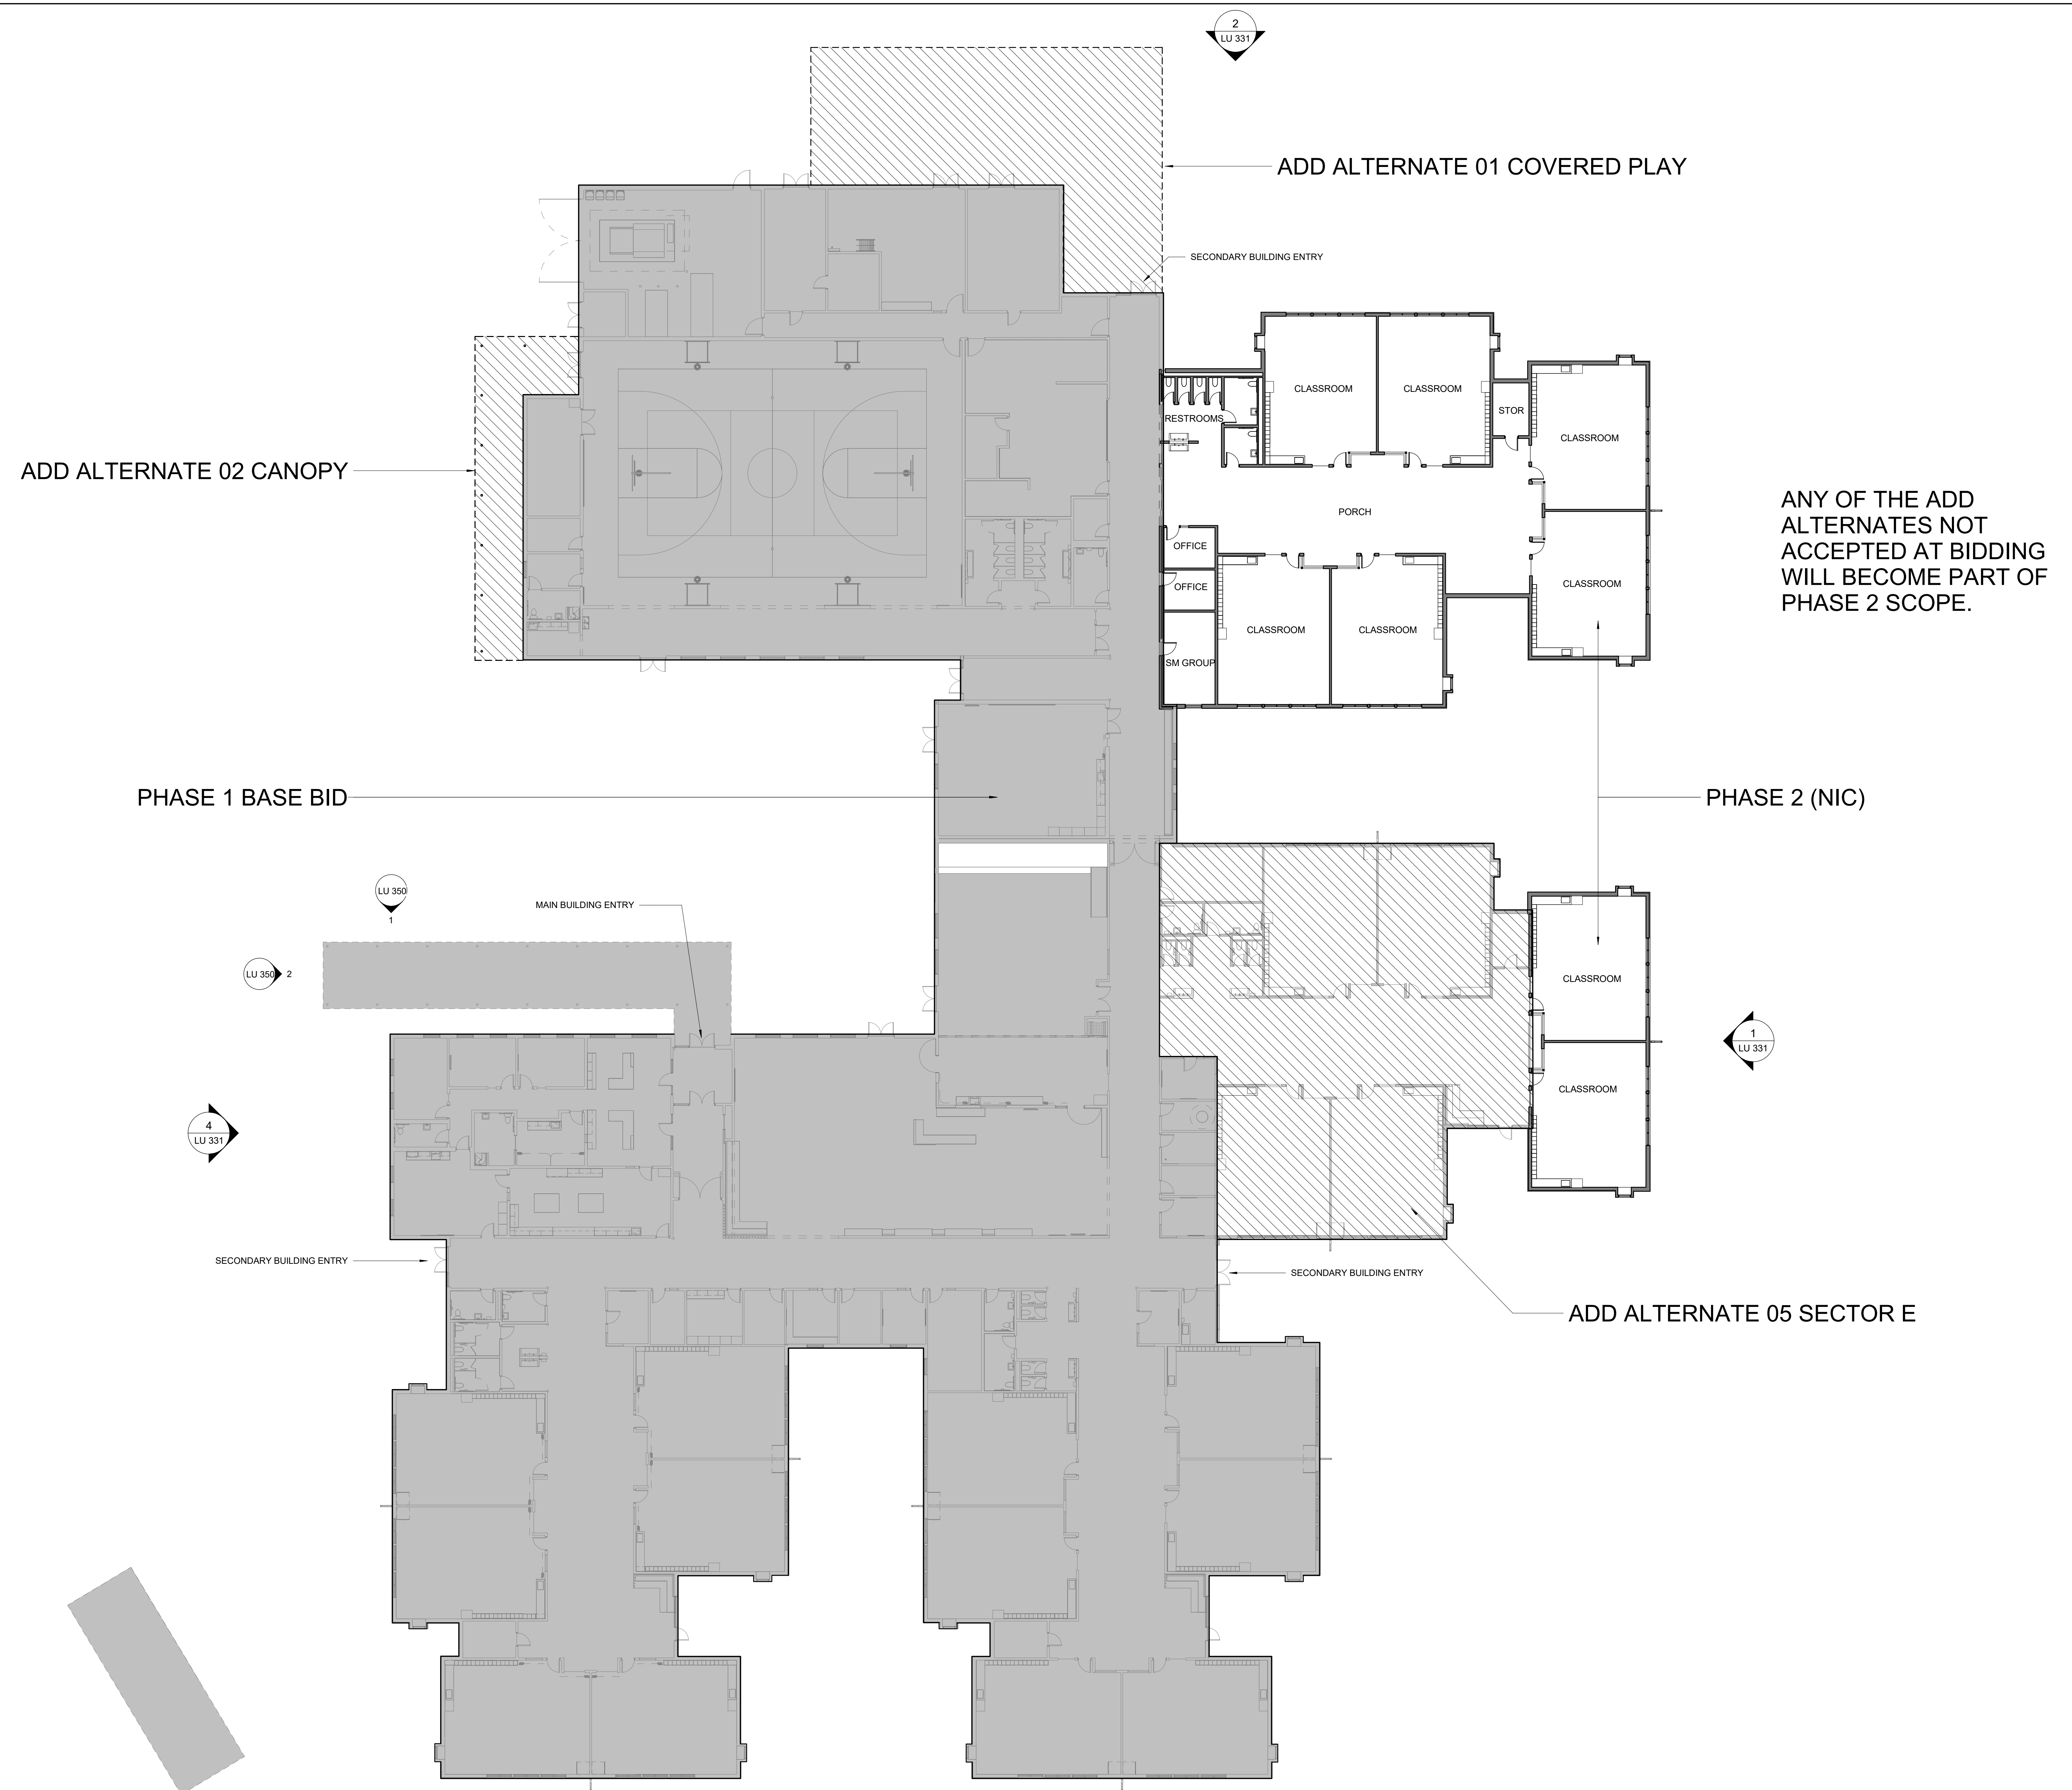 2
LU 331
ADD ALTERNATE 01 COVERED PLAY
SECONDARY BUILDING ENTRY
CLASSROOM
CLASSROOM
STOR
RESTROOMS
CLASSROOM
ADD ALTERNATE 02 CANOPY
PORCH
ANY OF THE ADD
ALTERNATES NOT
ACCEPTED AT BIDDING
WILL BECOME PART OF
PHASE 2 SCOPE.
OFFICE
OFFICE
CLASSROOM
CLASSROOM
CLASSROOM
SM GROUP
PHASE 1 BASE BID
PHASE 2 (NIC)
LU 350
1
MAIN BUILDING ENTRY
LU 350
2
CLASSROOM
1
LU 331
CLASSROOM
4
LU 331
SECONDARY BUILDING ENTRY
SECONDARY BUILDING ENTRY
ADD ALTERNATE 05 SECTOR E